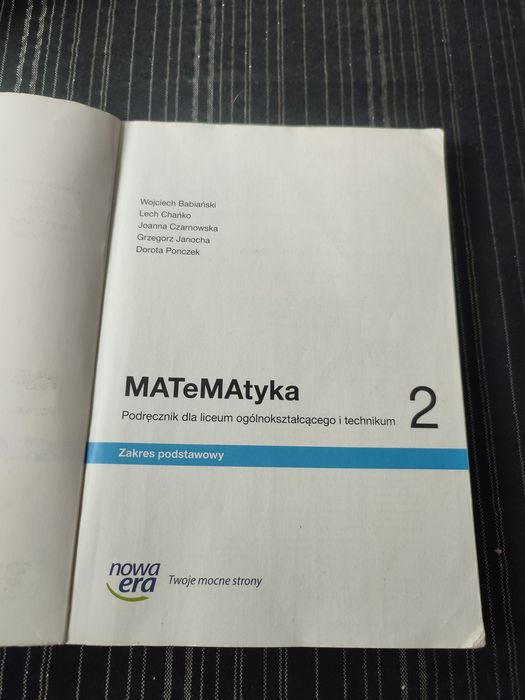 Wojciech Babiański
Lech Chańko
Joanna Czarnowska
Grzegorz Janocha
Dorota Ponczek
MATeMAtyka 2
Podręcznik dla liceum ogólnokształcącego i technikum
Zakres podstawowy
nowa
era
Twoje mocne strony